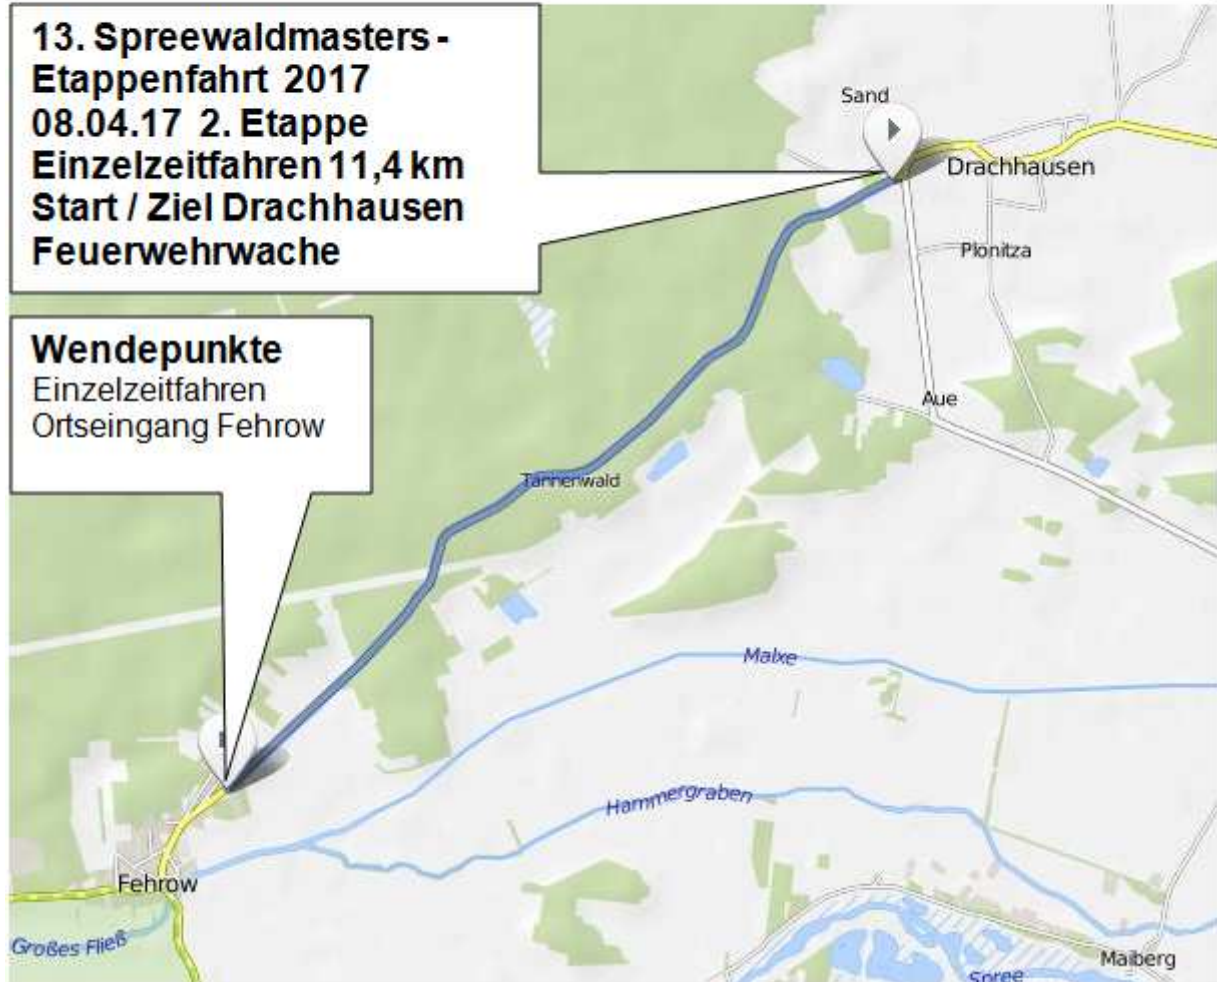 13. Spreewaldmasters -
Etappenfahrt 2017
08.04.17 2. Etappe
Einzelzeitfahren 11,4 km
Start / Ziel Drachhausen
Feuerwehrwache
Sand
Drachhausen
Plonitza
Wendepunkte
Einzelzeitfahren
Ortseingang Fehrow
Aue
Tannenwald
Malxe
Hammergraben
Fehrow
Großes Fließ
Maiberg
Spree